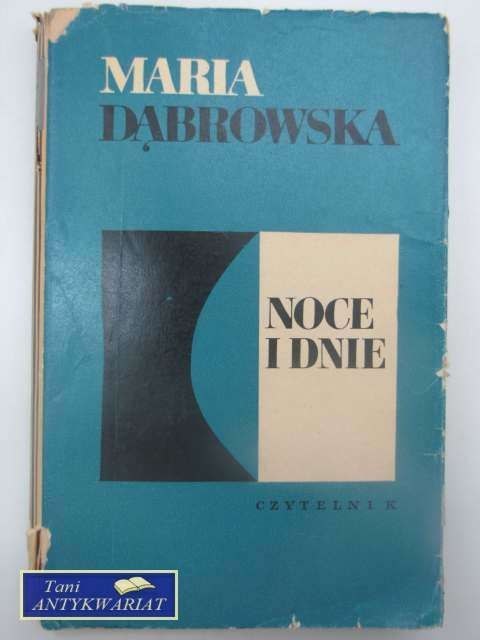 MARIA
DĄBROWSKA
NOCE
I DNIE
CZYTELNIK
Tani
ANTYKWARIAT